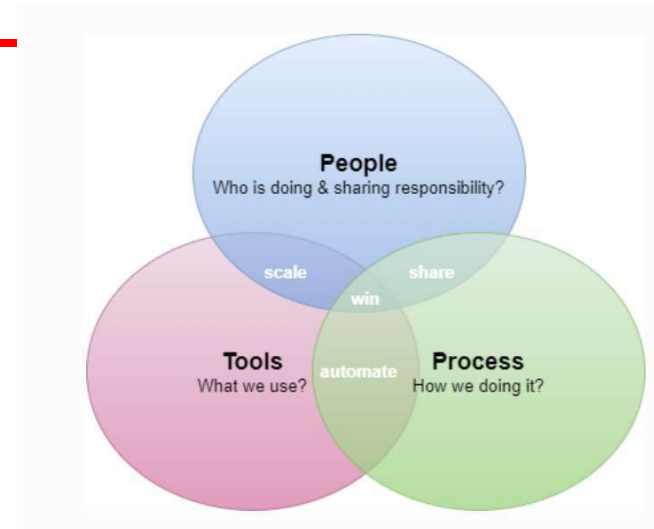 People
Who is doing & sharing responsibility?
scale
share
win
Tools
What we use?
automate
Process
How we doing it?